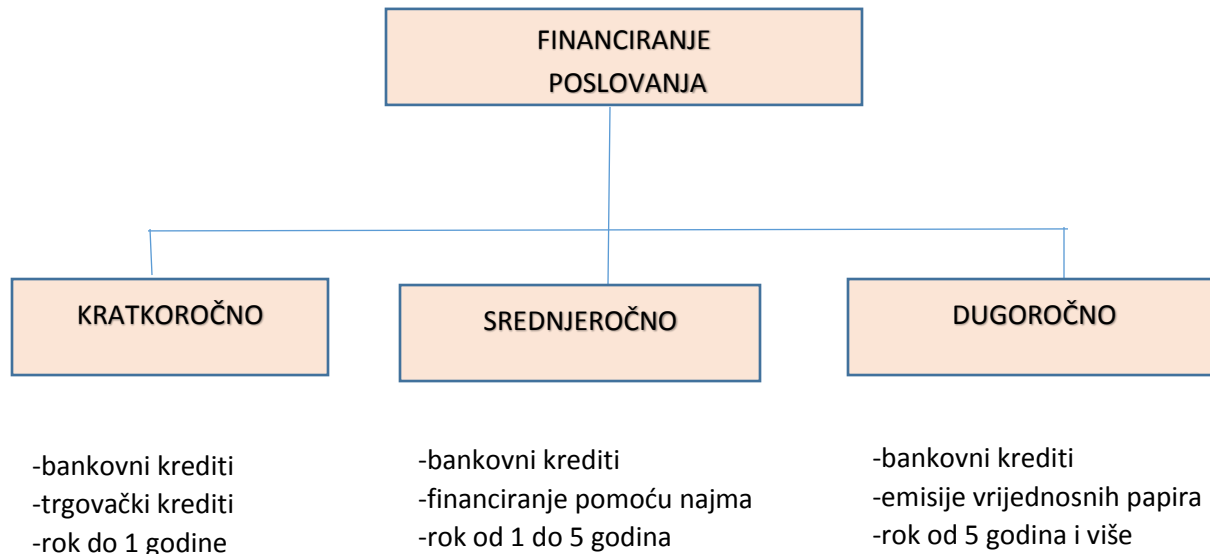 FINANCIRANJE
POSLOVANJA
KRATKOROČNO
SREDNJEROČNO
DUGOROČNO
-bankovni krediti
-trgovački krediti
-rok do 1 godine
-bankovni krediti
-financiranje pomoću najma
-rok od 1 do 5 godina
-bankovni krediti
-emisije vrijednosnih papira
-rok od 5 godina i više